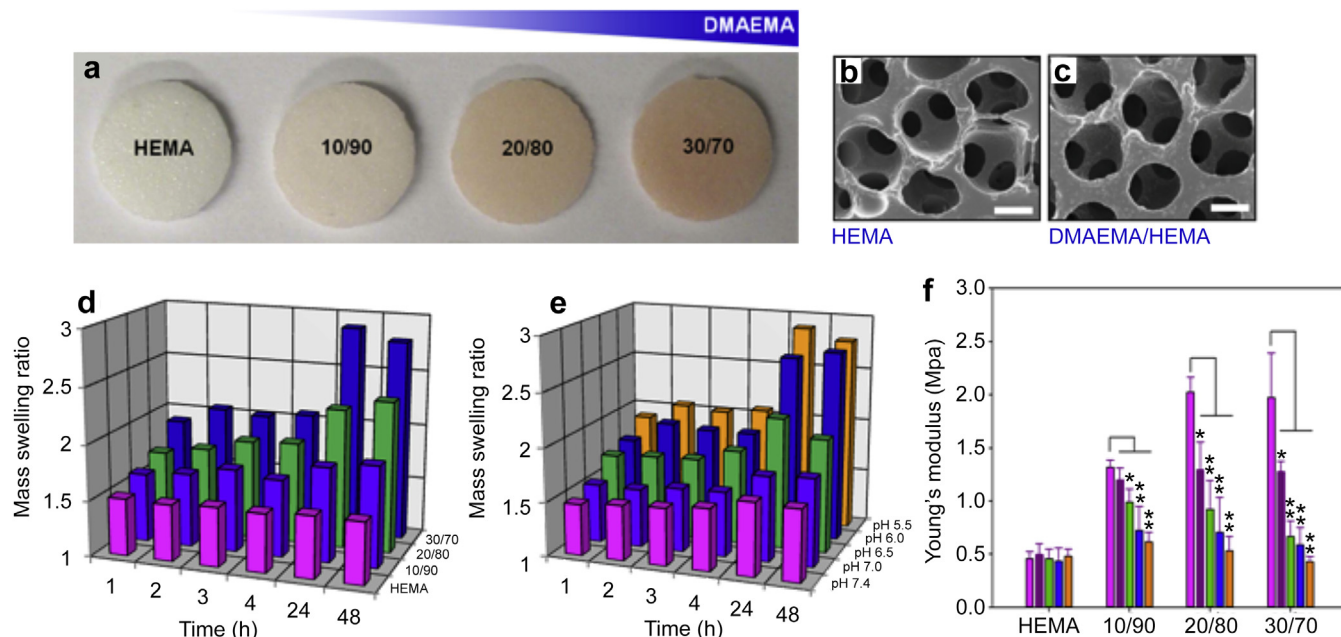 DMAEMA
a
HEMA
10/90
20/80
30/70
b
HEMA
c
DMAEMA/HEMA
d
Mass swelling ratio
3
2.5
2
1.5
1
1
2
3
4
24
48
Time (h)
30/70
20/80
10/90
HEMA
e
Mass swelling ratio
3
2.5
2
1.5
1
1
2
3
4
24
48
Time (h)
pH 5.5
pH 6.0
pH 6.5
pH 7.0
pH 7.4
f
Young's modulus (Mpa)
3.0
2.5
2.0
1.5
1.0
0.5
0.0
*
**
**
*
**
**
**
*
**
**
**
HEMA
10/90
20/80
30/70